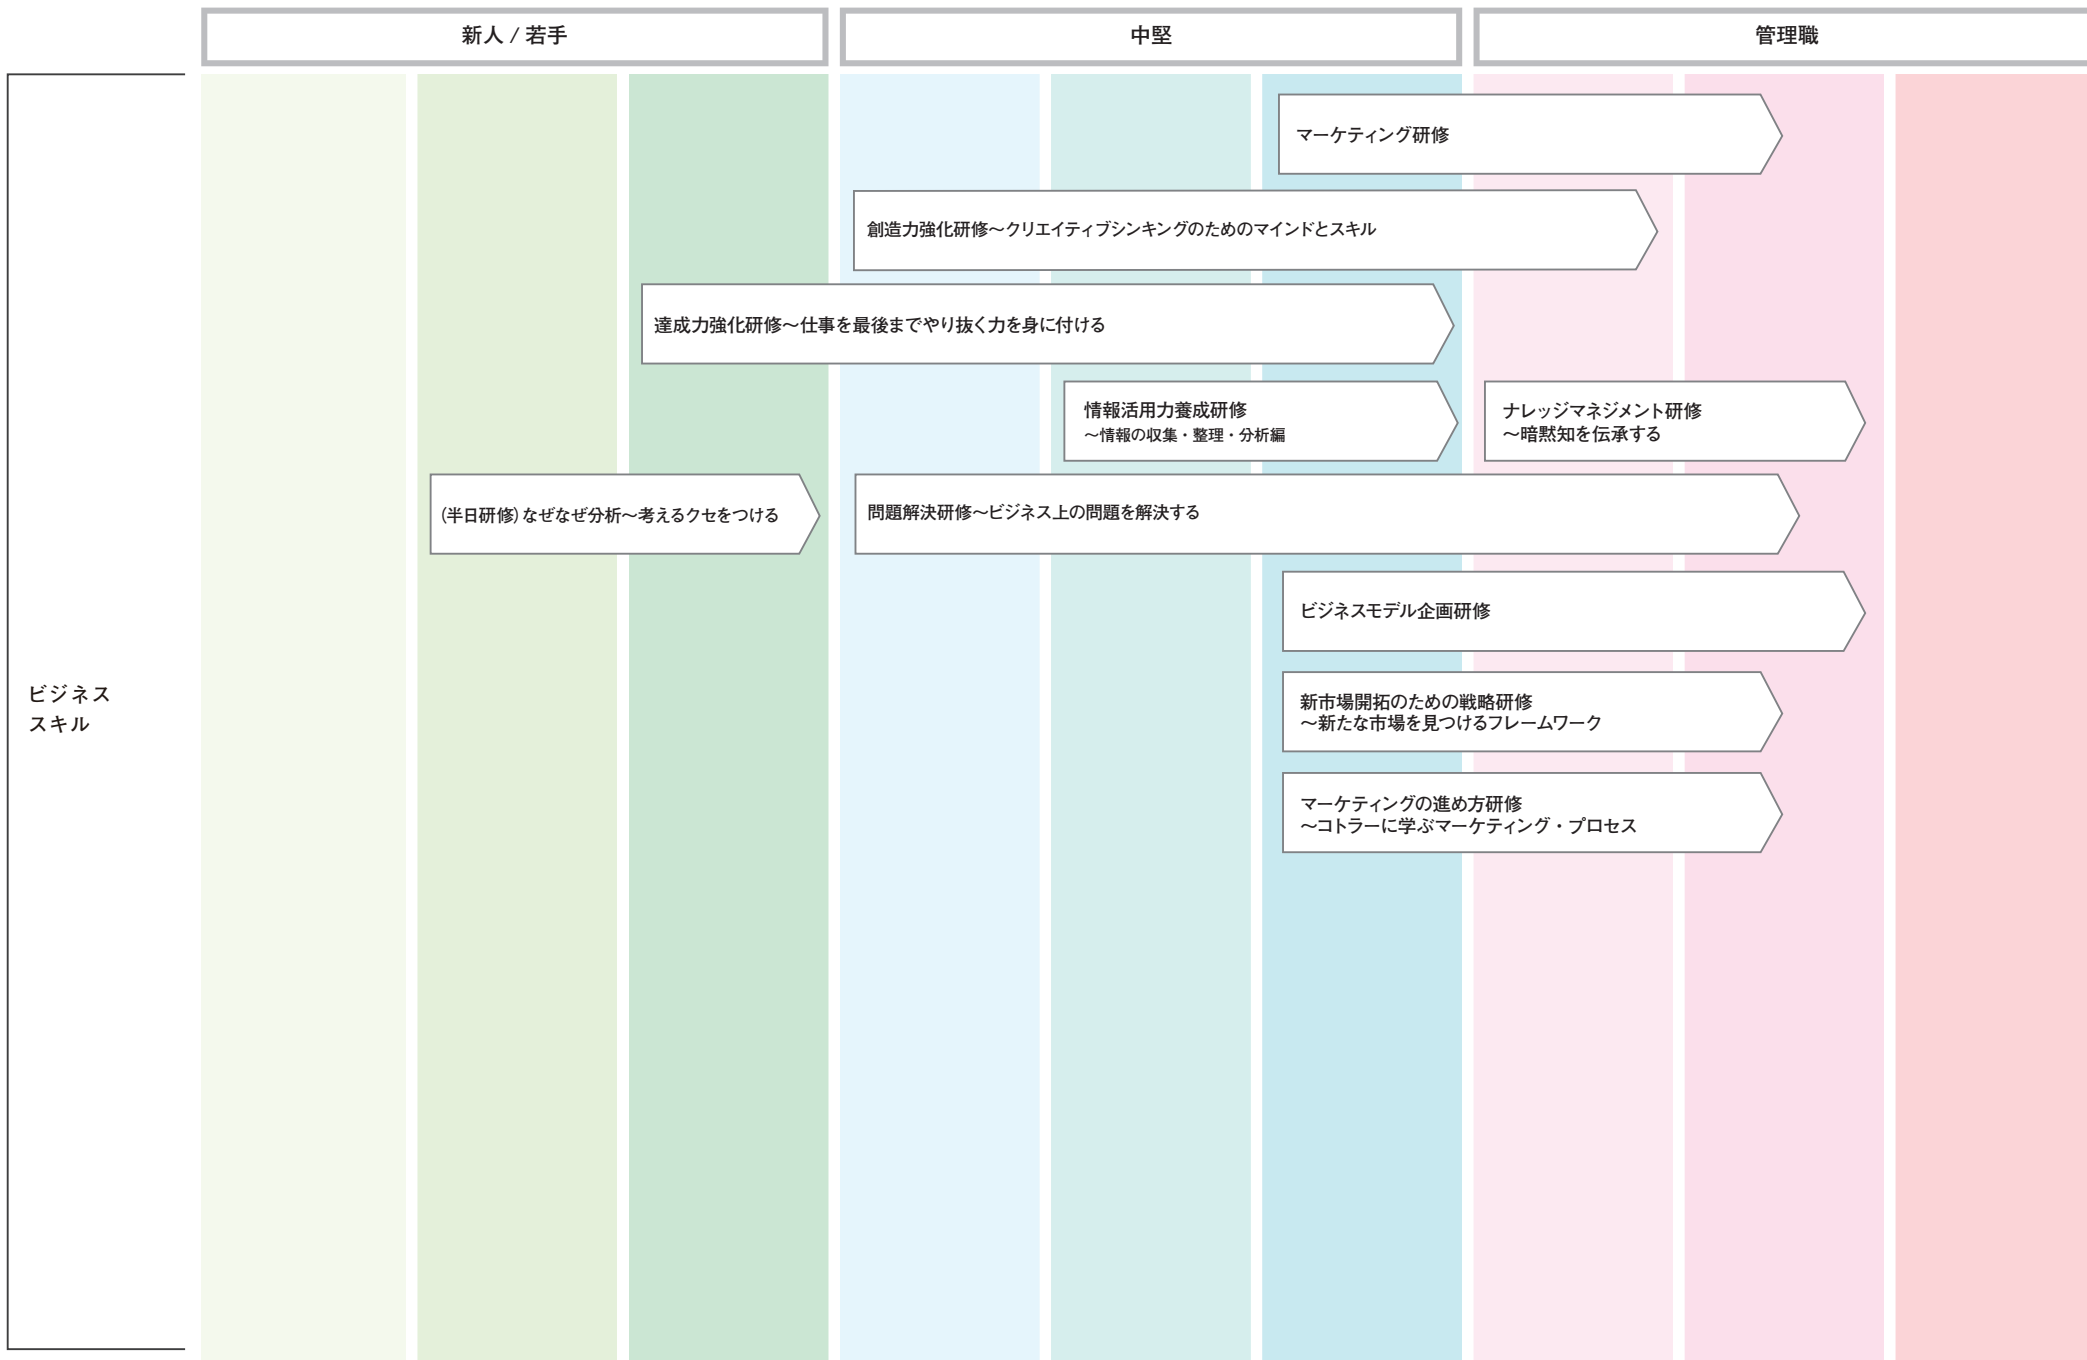 新人 / 若手
中堅
管理職
ビジネス
スキル
マーケティング研修
創造力強化研修～クリエイティブシンキングのためのマインドとスキル
達成力強化研修～仕事を最後までやり抜く力を身に付ける
情報活用力養成研修
～情報の収集・整理・分析編
ナレッジマネジメント研修
～暗黙知を伝承する
(半日研修)なぜなぜ分析～考えるクセをつける
問題解決研修～ビジネス上の問題を解決する
ビジネスモデル企画研修
新市場開拓のための戦略研修
～新たな市場を見つけるフレームワーク
マーケティングの進め方研修
～コトラーに学ぶマーケティング・プロセス